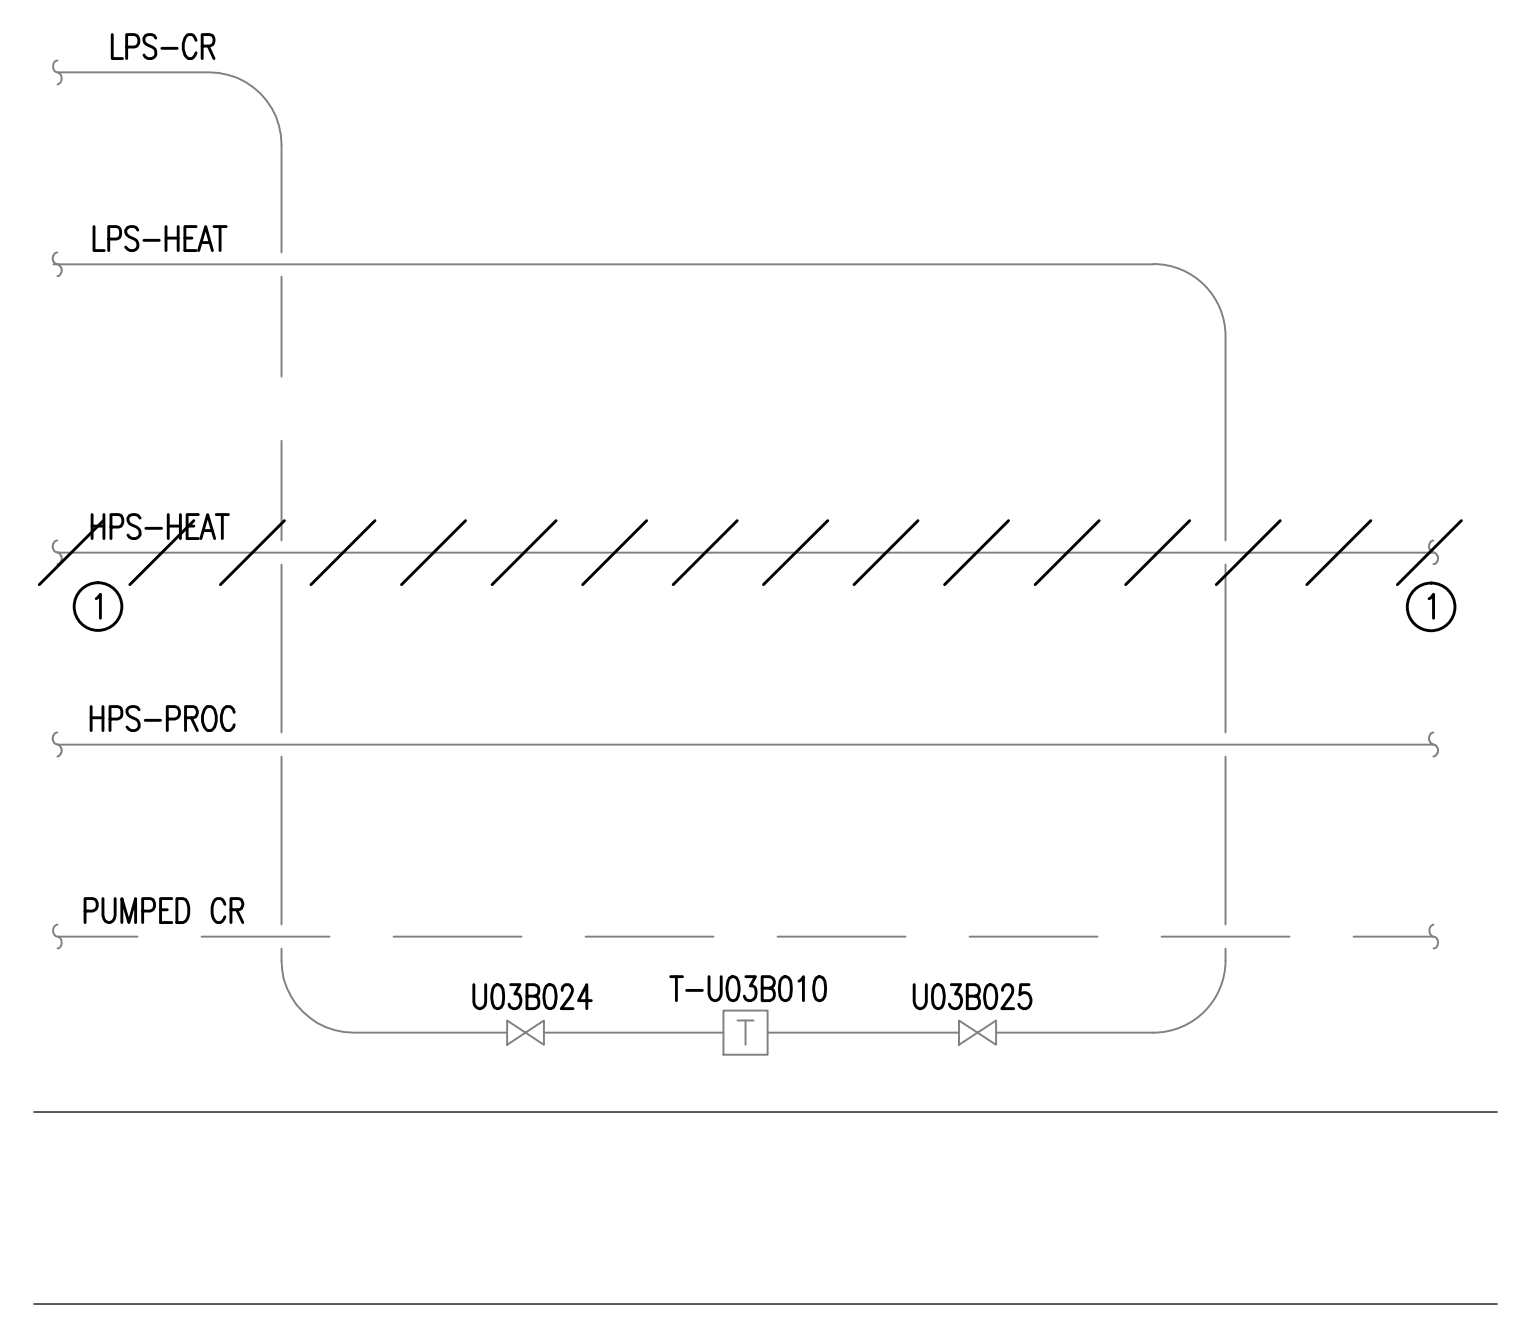 LPS-CR
LPS-HEAT
HPS-HEAT
1
1
HPS-PROC
PUMPED CR
U03B024
T-U03B010
U03B025
T